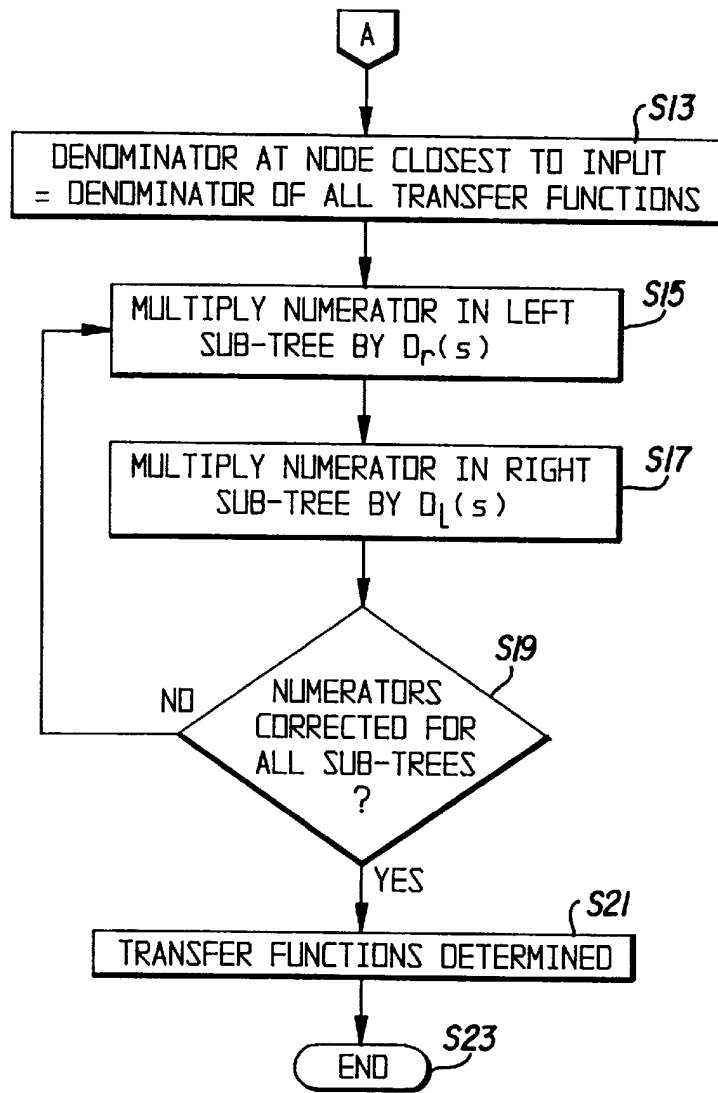 A
S13
DENOMINATOR AT NODE CLOSEST TO INPUT
= DENOMINATOR OF ALL TRANSFER FUNCTIONS
S15
MULTIPLY NUMERATOR IN LEFT
SUB-TREE BY Dr(s)
S17
MULTIPLY NUMERATOR IN RIGHT
SUB-TREE BY DL(s)
S19
NO
NUMERATORS
CORRECTED FOR
ALL SUB-TREES
?
YES
S21
TRANSFER FUNCTIONS DETERMINED
S23
END